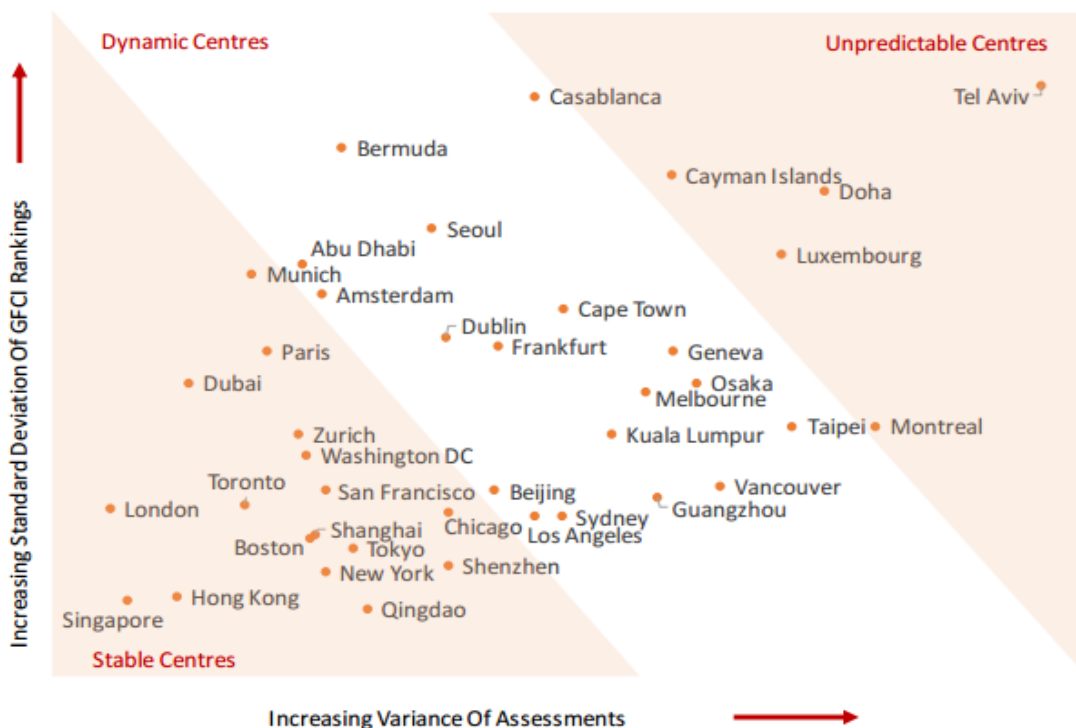 Dynamic Centres
Unpredictable Centres
Casablanca
Tel Aviv
Bermuda
Cayman Islands
Doha
Seoul
Abu Dhabi
Luxembourg
Munich
Amsterdam
Cape Town
Dublin
Frankfurt
Paris
Geneva
Dubai
Osaka
Melbourne
Zurich
Kuala Lumpur
Taipei
Montreal
Washington DC
Toronto
San Francisco
Beijing
Vancouver
London
Guangzhou
Shanghai
Chicago
Sydney
Los Angeles
Boston
Tokyo
New York
Shenzhen
Hong Kong
Singapore
Qingdao
Stable Centres
Increasing Standard Deviation Of GFCI Rankings
Increasing Variance Of Assessments